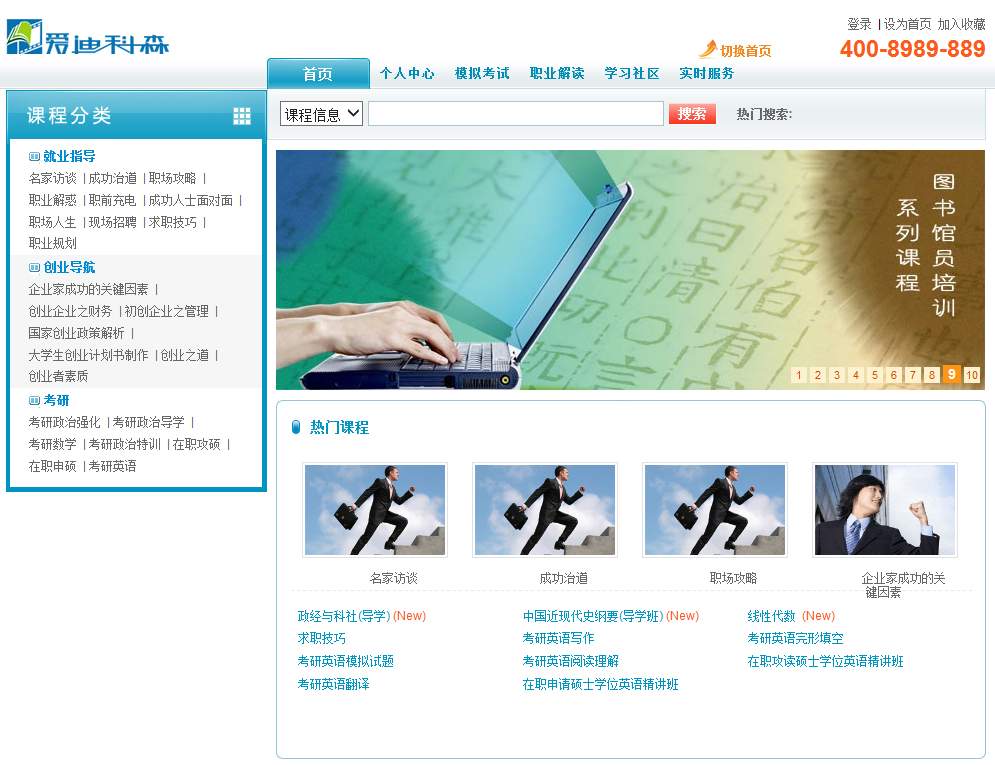 爱迪科森
登录 | 设为首页 加入收藏
切换首页
400-8989-889
首页 个人中心 模拟考试 职业解读 学习社区 实时服务
课程分类
课程信息 搜索 热门搜索:
就业指导
名家访谈 | 成功治道 | 职场攻略 |
职业解惑 | 职前充电 | 成功人士面对面 |
职场人生 | 现场招聘 | 求职技巧 |
职业规划
创业导航
企业家成功的关键因素 |
创业企业之财务 | 初创企业之管理 |
国家创业政策解析 |
大学生创业计划书制作 | 创业之道 |
创业者素质
考研
考研政治强化 | 考研政治导学 |
考研数学 | 考研政治特训 | 在职攻硕 |
在职申硕 | 考研英语
图书馆员培训
系列课程
1 2 3 4 5 6 7 8 9 10
热门课程
名家访谈 成功治道 职场攻略 企业家成功的关
键因素
政经与科社(导学) (New) 中国近现代史纲要(导学班) (New) 线性代数 (New)
求职技巧 考研英语写作 考研英语完形填空
考研英语模拟试题 考研英语阅读理解 在职攻读硕士学位英语精讲班
考研英语翻译 在职申请硕士学位英语精讲班